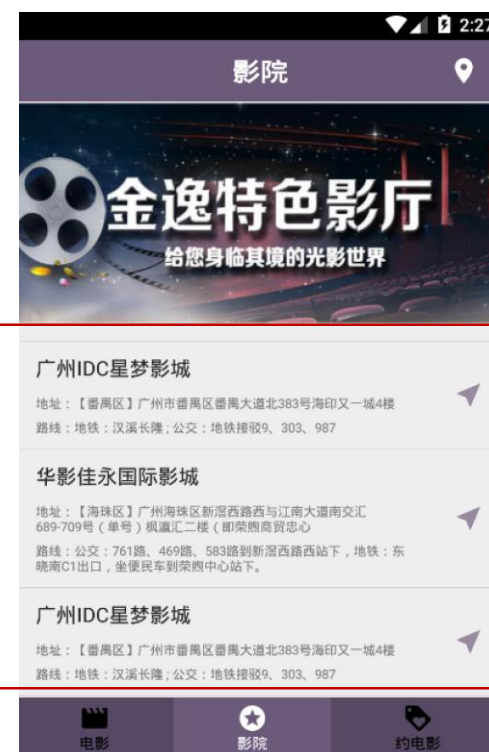 2:27
影院
金逸特色影厅
给您身临其境的光影世界
广州IDC星梦影城
地址：【番禺区】广州市番禺区番禺大道北383号海印又一城4楼
路线：地铁：汉溪长隆；公交：地铁接驳9、303、987
华影佳永国际影城
地址：【海珠区】广州海珠区新滘西路西与江南大道南交汇
689-709号（单号）枫瀛汇二楼（即荣煦商贸忠心
路线：公交：761路、469路、583路到新滘西路西站下，地铁：东
晓南C1出口，坐便民车到荣煦中心站下。
广州IDC星梦影城
地址：【番禺区】广州市番禺区番禺大道北383号海印又一城4楼
路线：地铁：汉溪长隆；公交：地铁接驳9、303、987
电影
影院
约电影